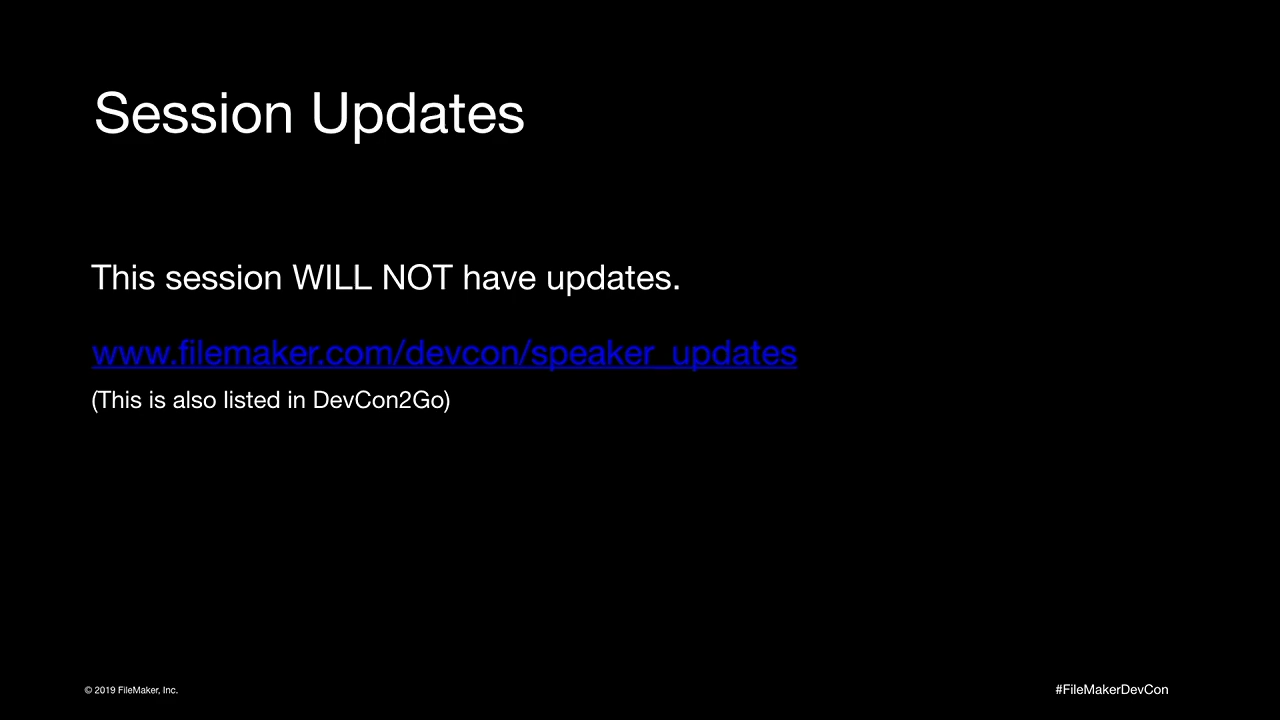 Session Updates
This session WILL NOT have updates.
www.filemaker.com/devcon/speaker_updates
(This is also listed in DevCon2Go)
© 2019 FileMaker, Inc.
#FileMakerDevCon